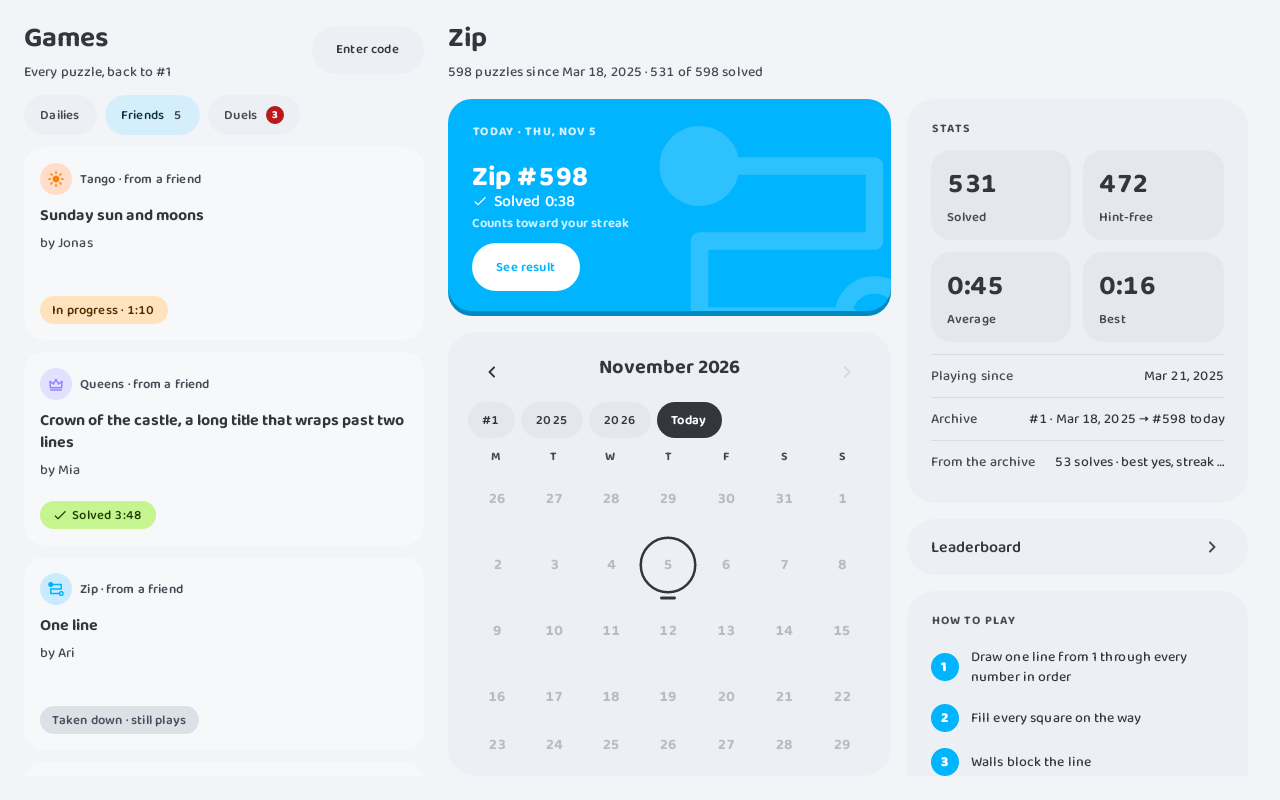 Games
Every puzzle, back to #1
Enter code
Dailies
Friends 5
Duels 3
Tango · from a friend
Sunday sun and moons
by Jonas
In progress · 1:10
Queens · from a friend
Crown of the castle, a long title that wraps past two
lines
by Mia
Solved 3:48
Zip · from a friend
One line
by Ari
Taken down · still plays
Zip
598 puzzles since Mar 18, 2025 · 531 of 598 solved
TODAY · THU, NOV 5
Zip #598
Solved 0:38
Counts toward your streak
See result
November 2026
#1 2025 2026 Today
M T W T F S S
26 27 28 29 30 31 1
2 3 4 5 6 7 8
9 10 11 12 13 14 15
16 17 18 19 20 21 22
23 24 25 26 27 28 29
STATS
531
Solved
472
Hint-free
0:45
Average
0:16
Best
Playing since Mar 21, 2025
Archive #1 · Mar 18, 2025 → #598 today
From the archive 53 solves · best yes, streak …
Leaderboard
HOW TO PLAY
1 Draw one line from 1 through every
number in order
2 Fill every square on the way
3 Walls block the line